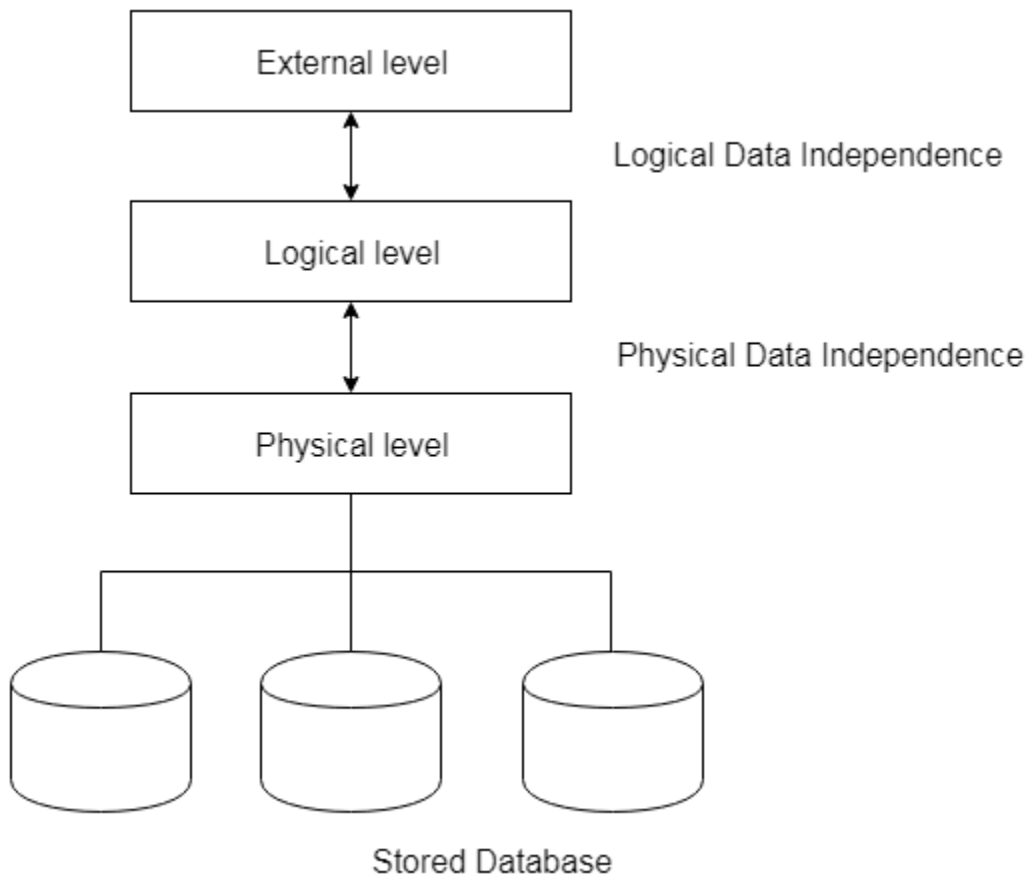 External level
Logical Data Independence
Logical level
Physical Data Independence
Physical level
Stored Database